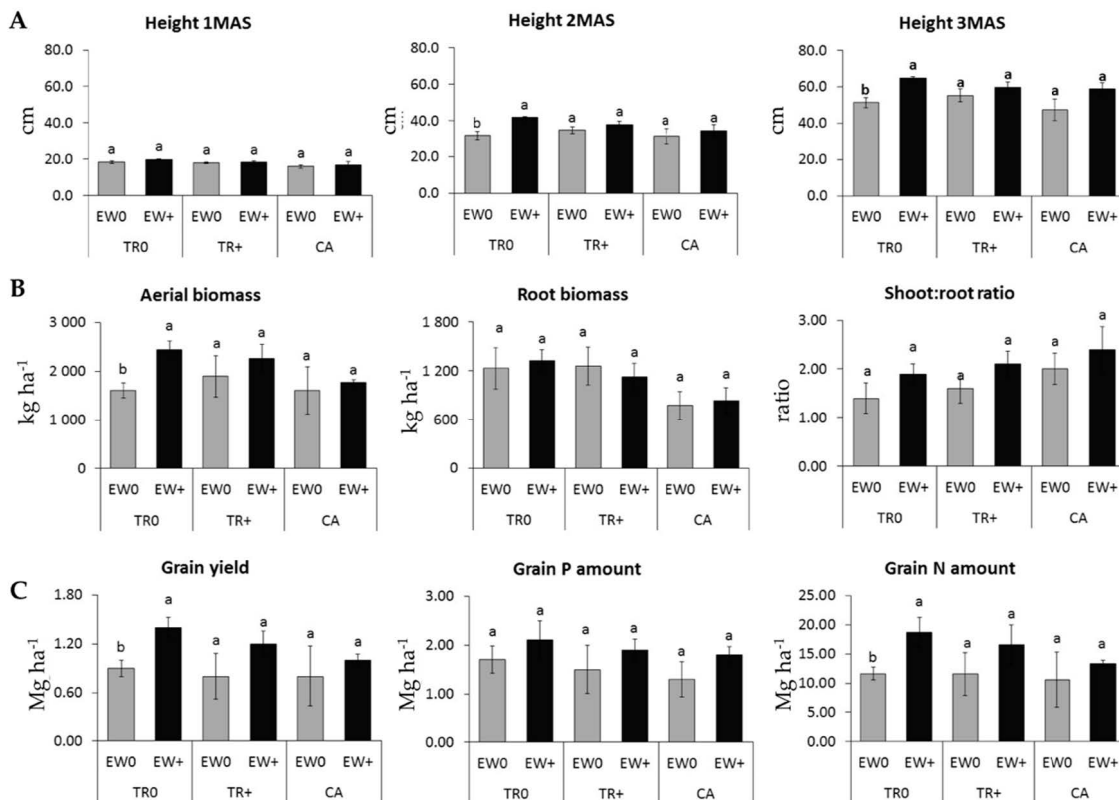 A
Height 1MAS
80.0
60.0
40.0
20.0
0.0
cm
a a a a a a
EW0 EW+ EW0 EW+ EW0 EW+
TR0 TR+ CA
Height 2MAS
80.0
60.0
40.0
20.0
0.0
cm
b a a a a a
EW0 EW+ EW0 EW+ EW0 EW+
TR0 TR+ CA
Height 3MAS
80.0
60.0
40.0
20.0
0.0
cm
b a a a a a
EW0 EW+ EW0 EW+ EW0 EW+
TR0 TR+ CA
B
Aerial biomass
3 000
2 000
1 000
0
kg ha⁻¹
b a a a a a
EW0 EW+ EW0 EW+ EW0 EW+
TR0 TR+ CA
Root biomass
1 800
1 200
600
0
kg ha⁻¹
a a a a a a
EW0 EW+ EW0 EW+ EW0 EW+
TR0 TR+ CA
Shoot:root ratio
3.00
2.00
1.00
0.00
ratio
a a a a a a
EW0 EW+ EW0 EW+ EW0 EW+
TR0 TR+ CA
C
Grain yield
1.80
1.20
0.60
0.00
Mg ha⁻¹
b a a a a a
EW0 EW+ EW0 EW+ EW0 EW+
TR0 TR+ CA
Grain P amount
3.00
2.00
1.00
0.00
Mg ha⁻¹
a a a a a a
EW0 EW+ EW0 EW+ EW0 EW+
TR0 TR+ CA
Grain N amount
25.00
20.00
15.00
10.00
5.00
0.00
Mg ha⁻¹
b a a a a a
EW0 EW+ EW0 EW+ EW0 EW+
TR0 TR+ CA